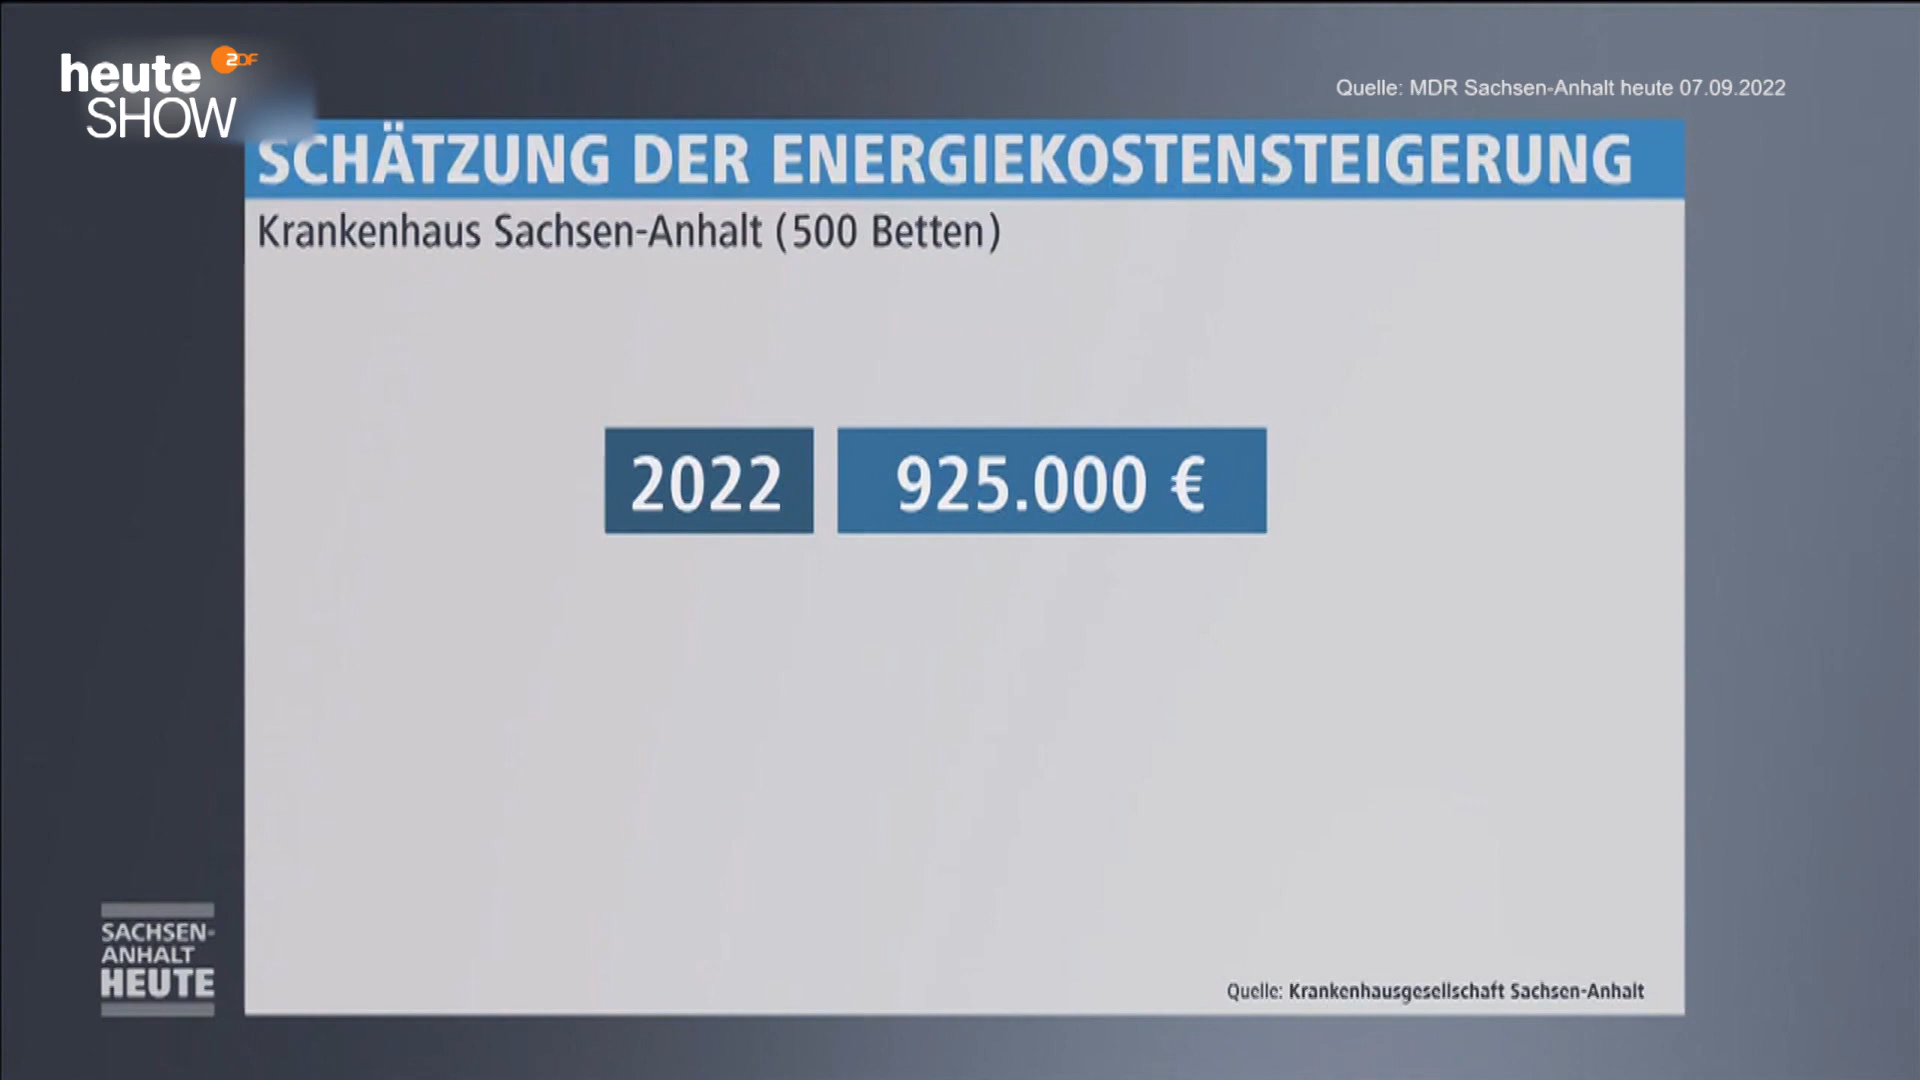 heute ZDF
SHOW
Quelle: MDR Sachsen-Anhalt heute 07.09.2022
SCHÄTZUNG DER ENERGIEKOSTENSTEIGERUNG
Krankenhaus Sachsen-Anhalt (500 Betten)
2022 925.000 €
SACHSEN-
ANHALT
HEUTE
Quelle: Krankenhausgesellschaft Sachsen-Anhalt